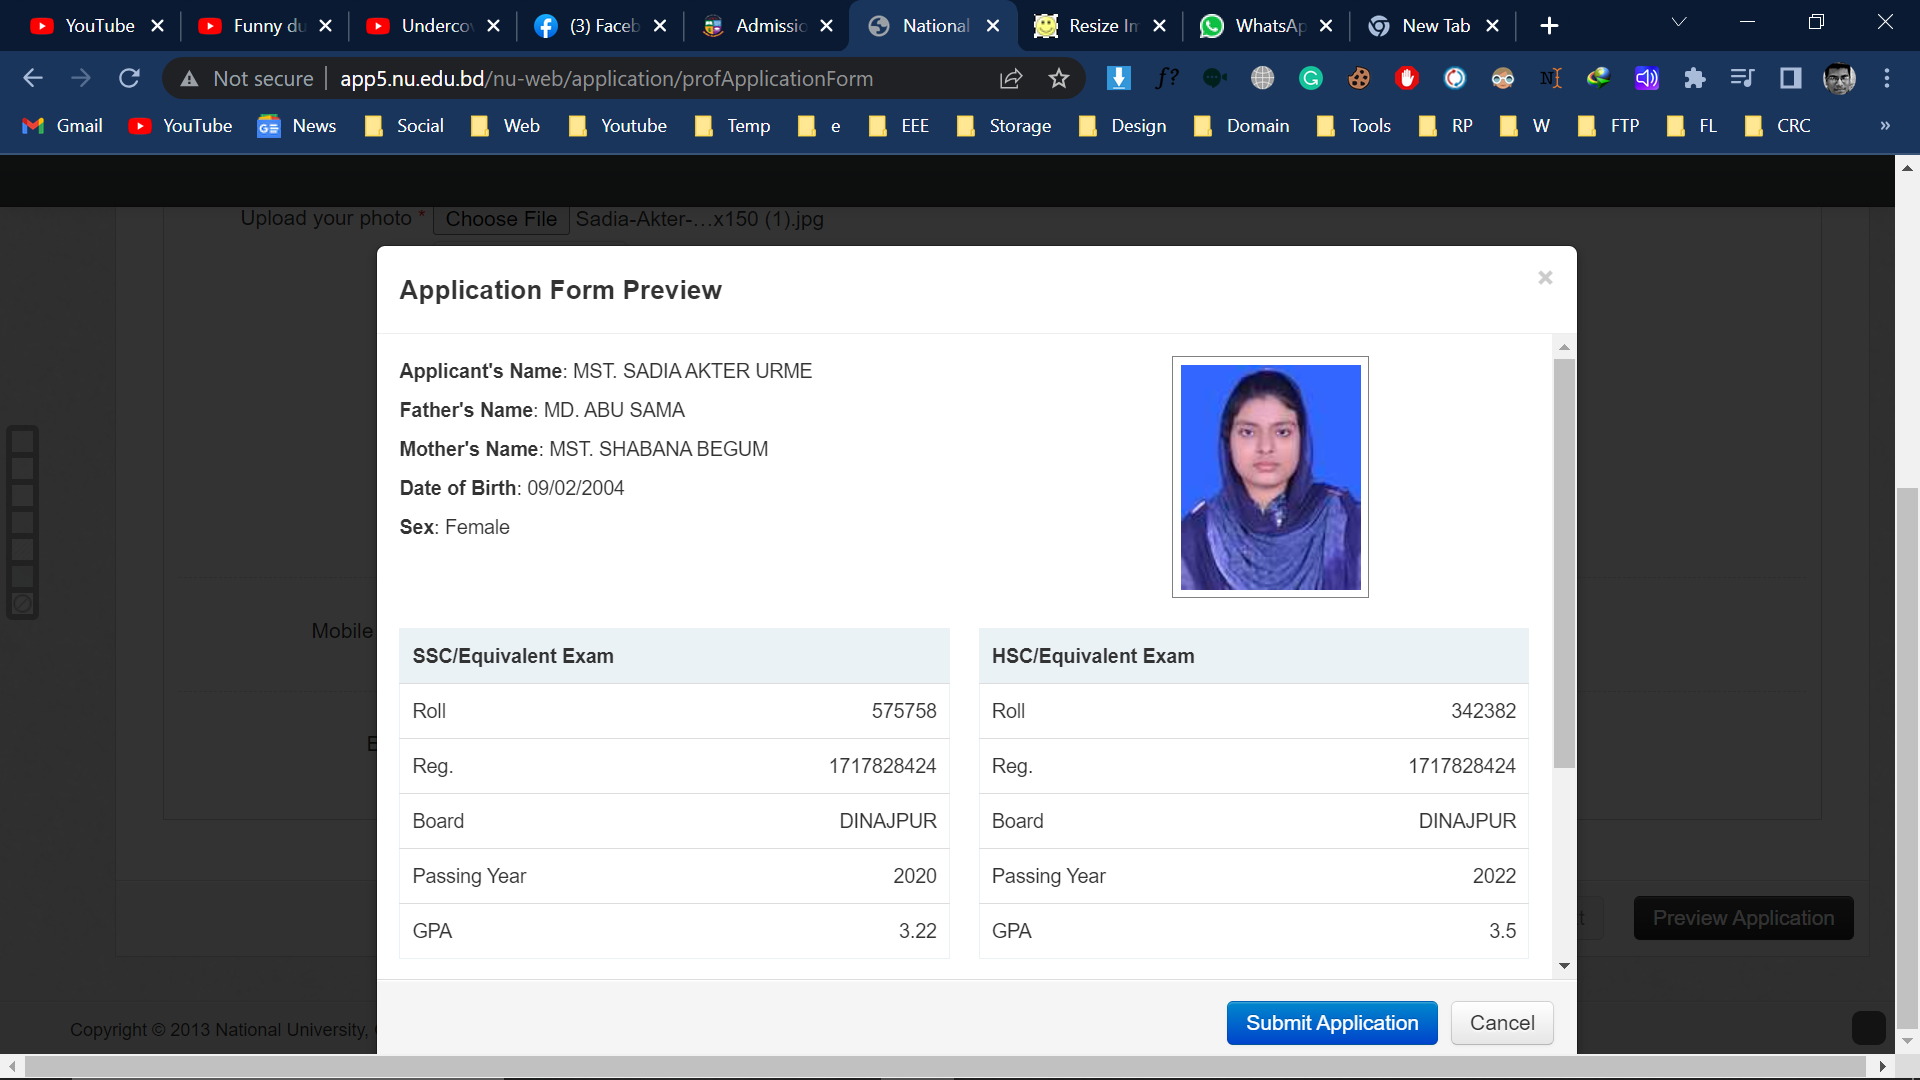 YouTube
Funny du
Underco
(3) Faceb
Admissio
National
Resize Im
WhatsAp
New Tab
Not secure
app5.nu.edu.bd/nu-web/application/profApplicationForm
Gmail
YouTube
News
Social
Web
Youtube
Temp
e
EEE
Storage
Design
Domain
Tools
RP
W
FTP
FL
CRC
»
Upload your photo * Choose File Sadia-Akter-...x150 (1).jpg
Application Form Preview
×
Applicant's Name: MST. SADIA AKTER URME
Father's Name: MD. ABU SAMA
Mother's Name: MST. SHABANA BEGUM
Date of Birth: 09/02/2004
Sex: Female
Mobile
SSC/Equivalent Exam
Roll 575758
Reg. 1717828424
Board DINAJPUR
Passing Year 2020
GPA 3.22
HSC/Equivalent Exam
Roll 342382
Reg. 1717828424
Board DINAJPUR
Passing Year 2022
GPA 3.5
Preview Application
Submit Application
Cancel
Copyright © 2013 National University,